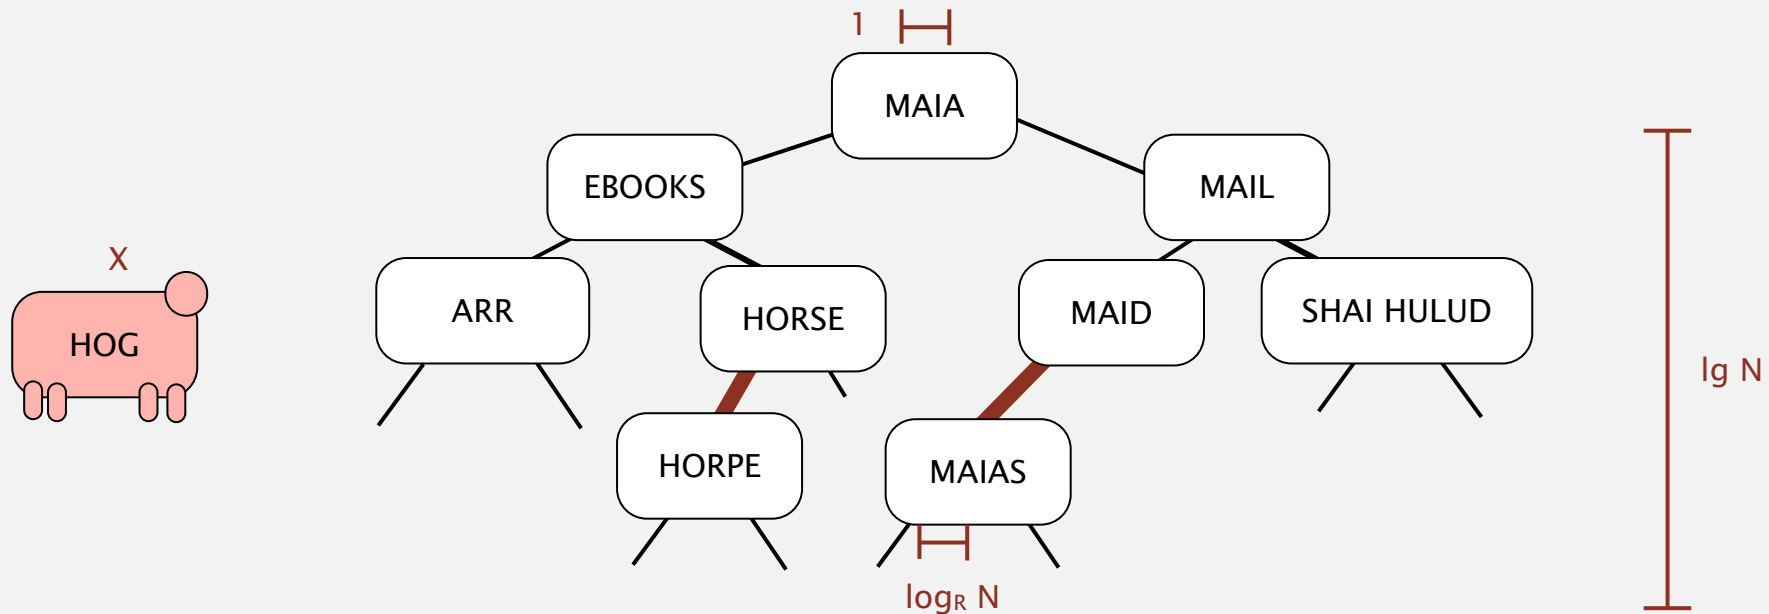 1
MAIA
EBOOKS
MAIL
X
HOG
ARR
HORSE
MAID
SHAI HULUD
lg N
HORPE
MAIAS
logR N